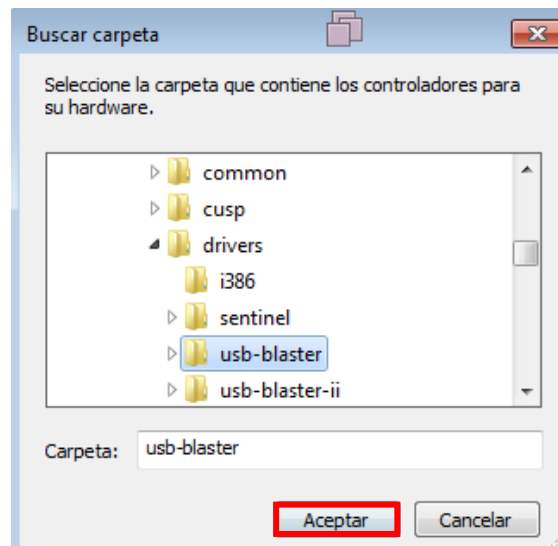 Buscar carpeta
Seleccione la carpeta que contiene los controladores para
su hardware.
common
cusp
drivers
i386
sentinel
usb-blaster
usb-blaster-ii
Carpeta: usb-blaster
Aceptar Cancelar